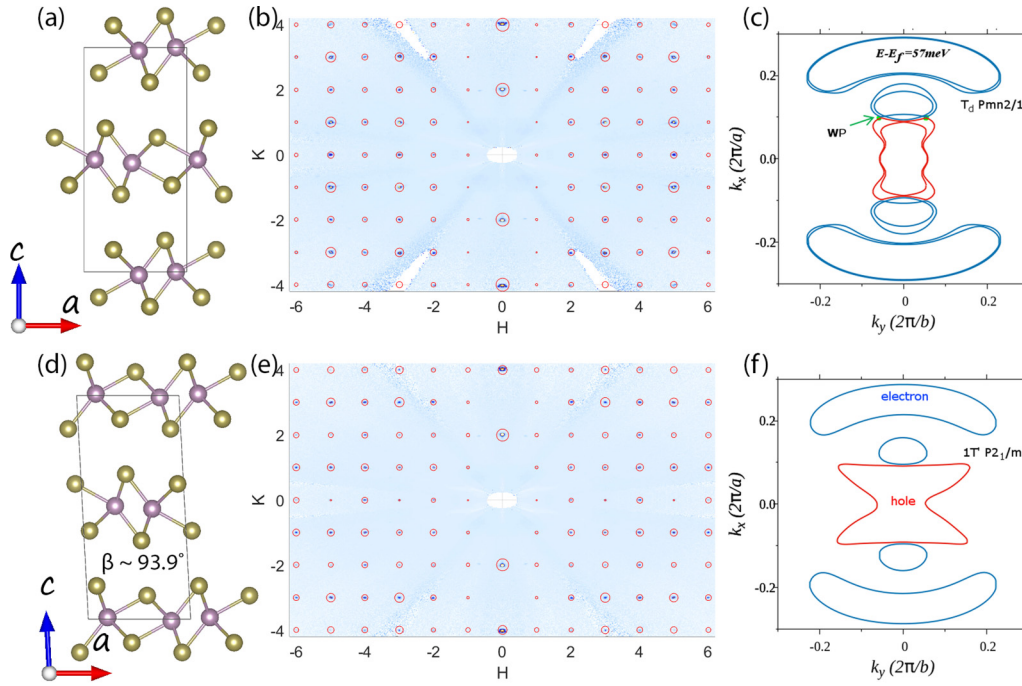 (a)
c
a
(b)
4
2
0
-2
-4
K
-6 -4 -2 0 2 4 6
H
(c)
E-Ef=57meV
Td Pmn2/1
WP
0.2
0.0
-0.2
kx (2π/a)
-0.2 0 0.2
ky (2π/b)
(d)
β ~ 93.9°
c
a
(e)
4
2
0
-2
-4
K
-6 -4 -2 0 2 4 6
H
(f)
electron
1T' P21/m
hole
0.2
0.0
-0.2
kx (2π/a)
-0.2 0 0.2
ky (2π/b)